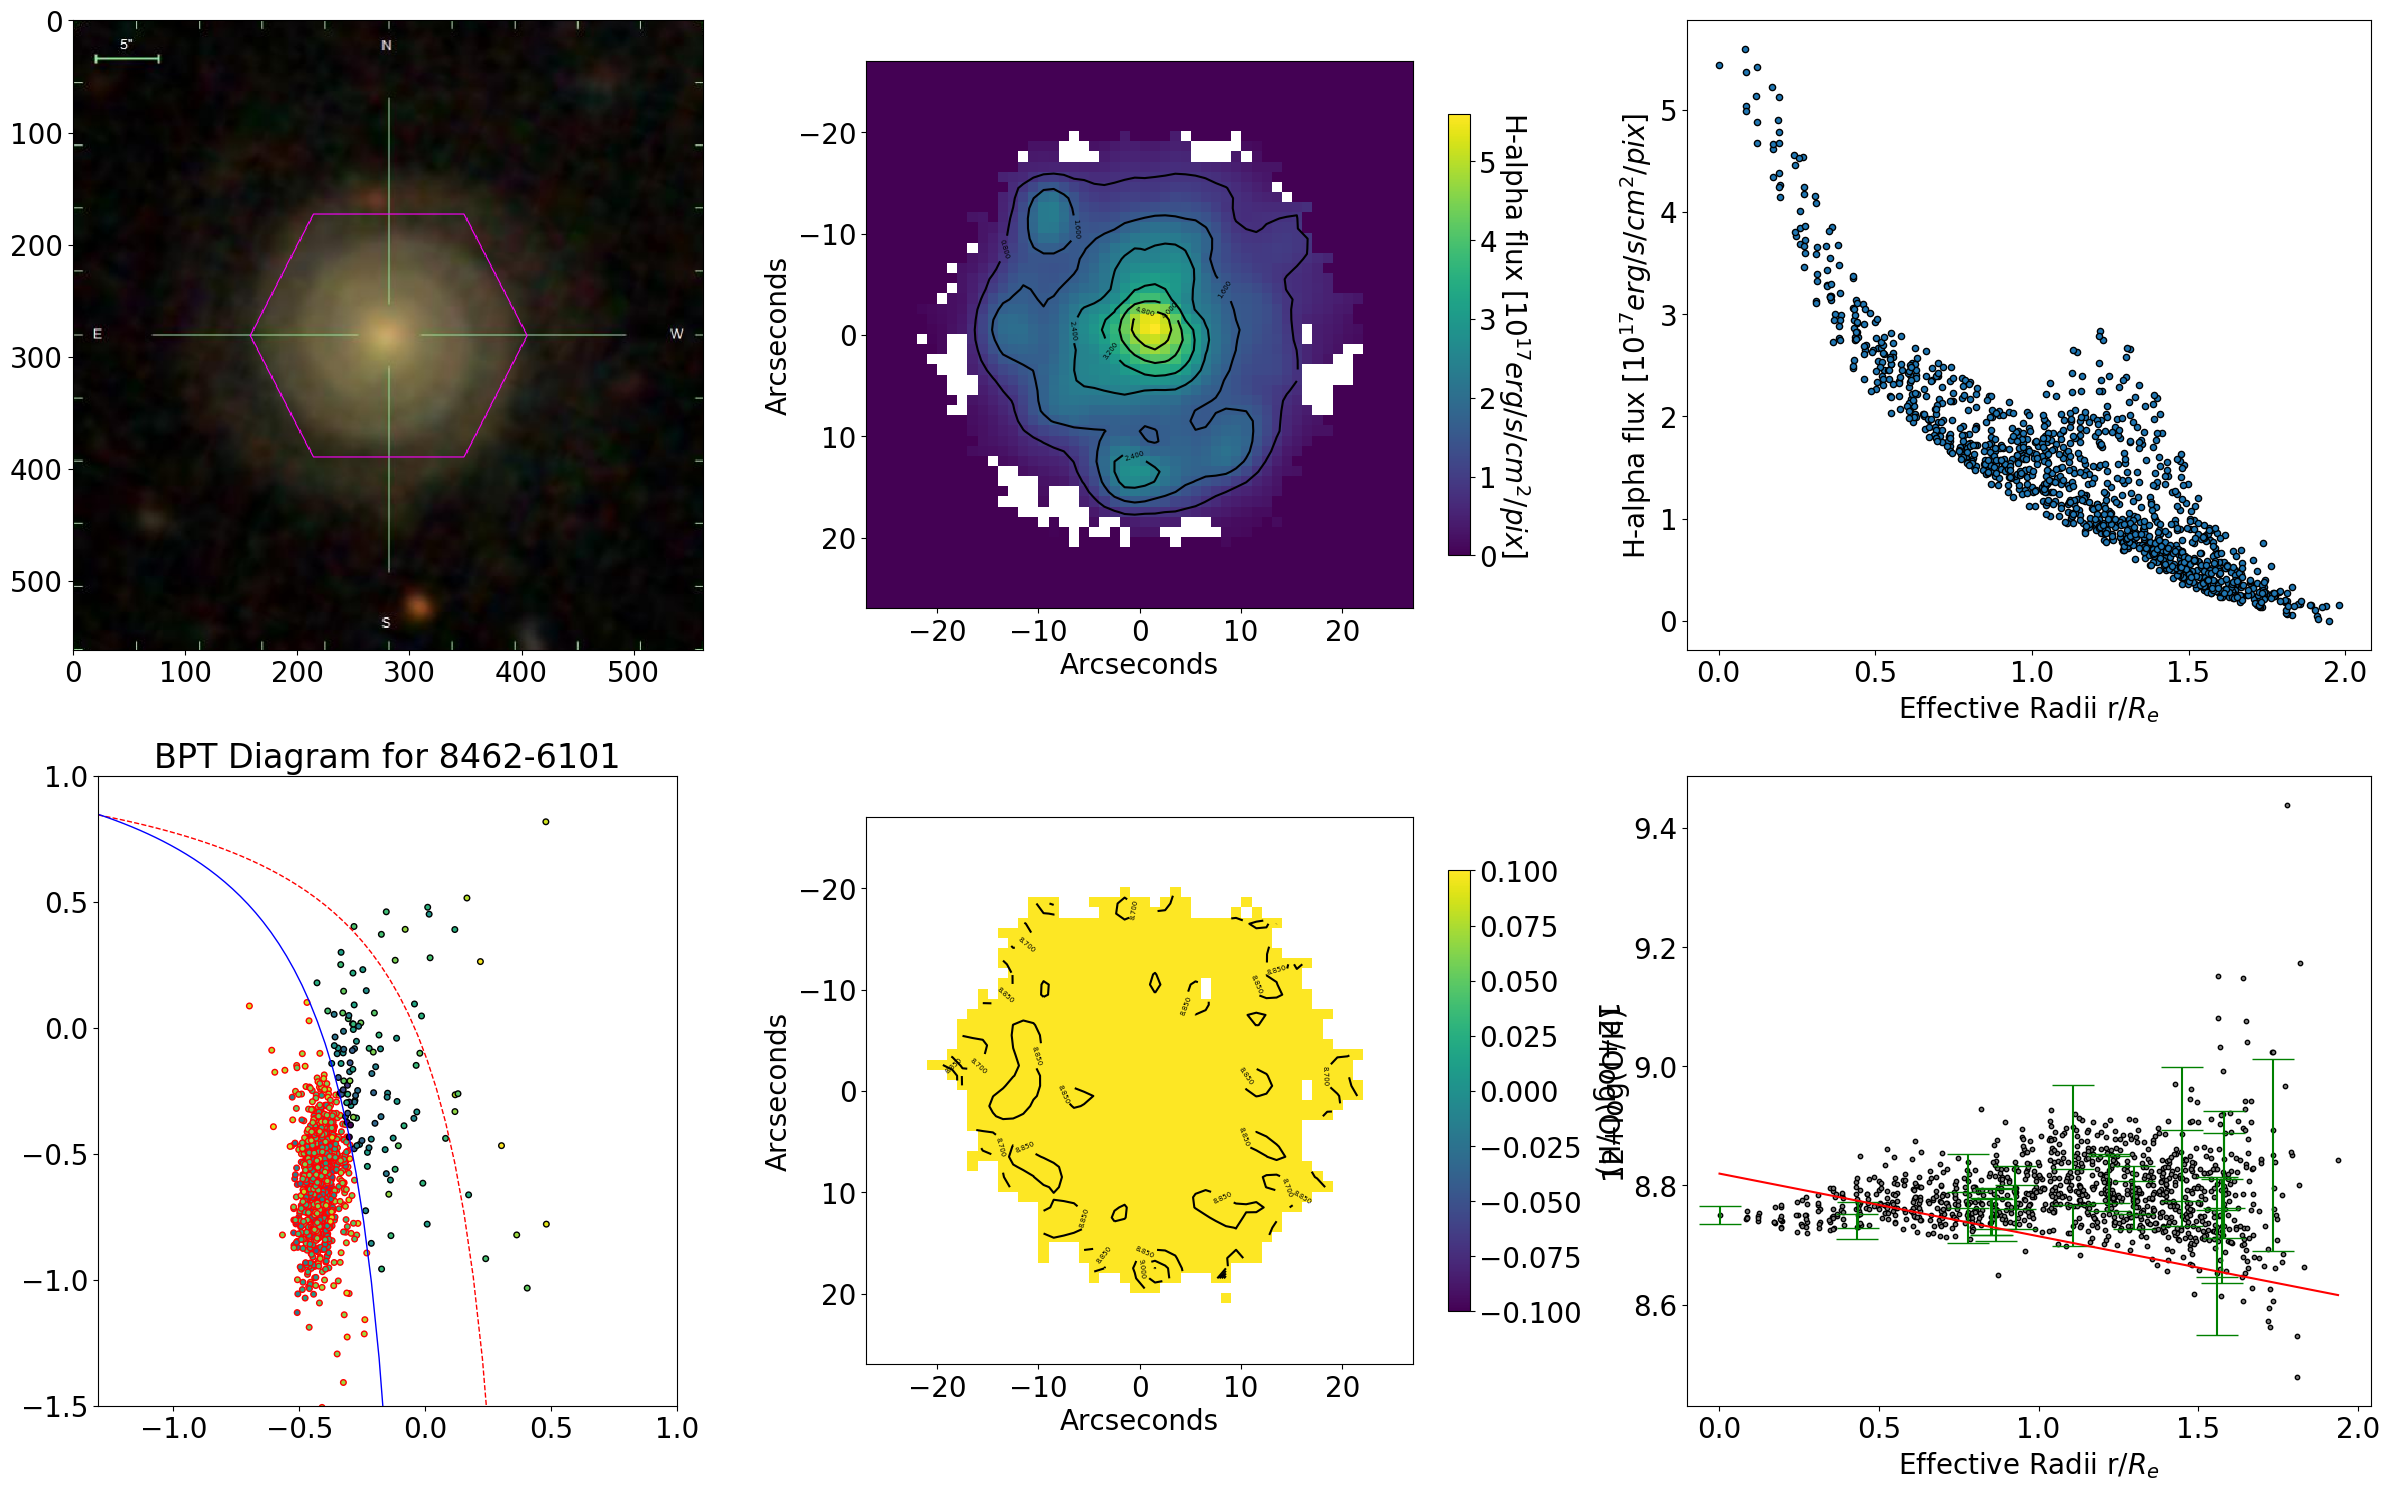 0
100
200
300
400
500
0 100 200 300 400 500
5"
N
E
W
S
−20
−10
0
10
20
−20 −10 0 10 20
Arcseconds
Arcseconds
5
4
3
2
1
0
H-alpha flux [10^17 erg/s/cm^2/pix]
H-alpha flux [10^17 erg/s/cm^2/pix]
5
4
3
2
1
0
0.0 0.5 1.0 1.5 2.0
Effective Radii r/R_e
BPT Diagram for 8462-6101
1.0
0.5
0.0
−0.5
−1.0
−1.5
−1.0 −0.5 0.0 0.5 1.0
Arcseconds
−20
−10
0
10
20
−20 −10 0 10 20
Arcseconds
0.100
0.075
0.050
0.025
0.000
−0.025
−0.050
−0.075
−0.100
12+log(O/H)
12+log(O/H)
9.4
9.2
9.0
8.8
8.6
0.0 0.5 1.0 1.5 2.0
Effective Radii r/R_e